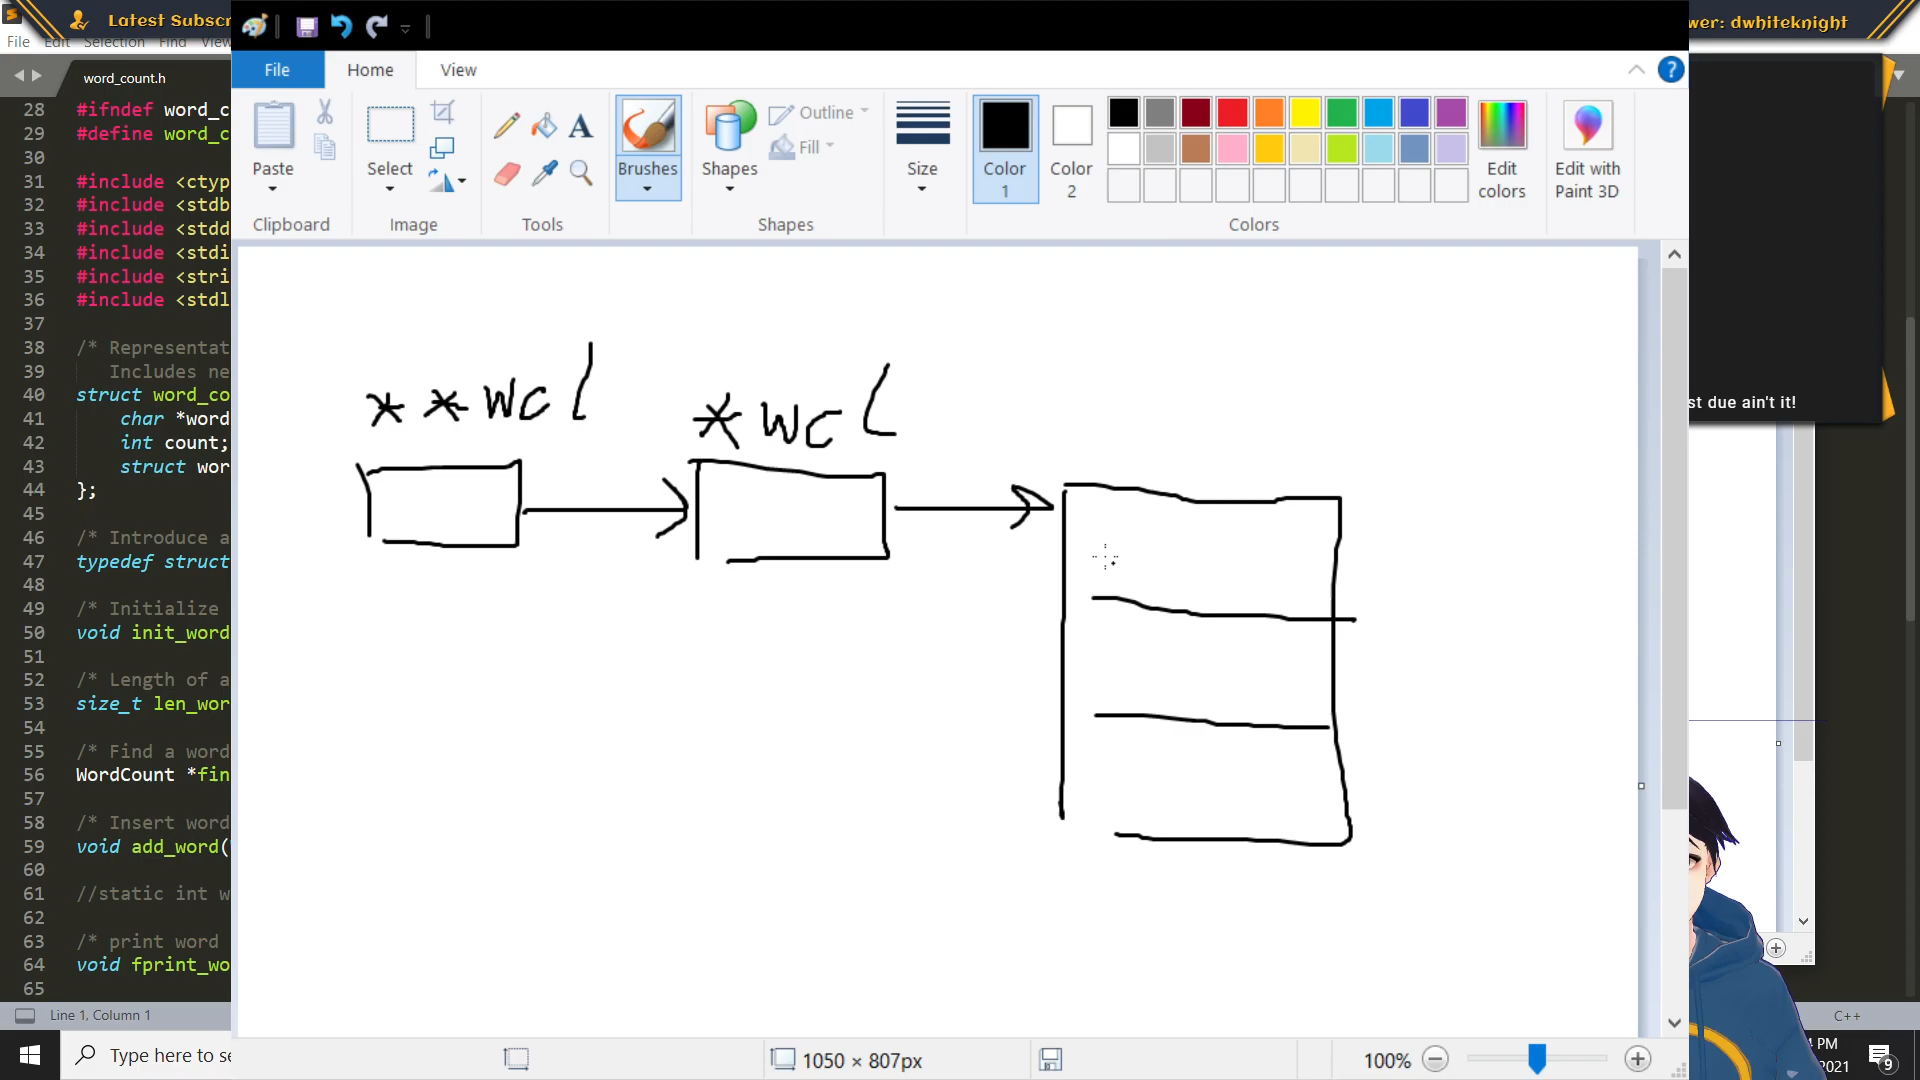 Latest Subscr
wer: dwhiteknight
File Edit Selection Find View
word_count.h
File Home View
Paste
Select
Brushes
Shapes
Outline
Fill
Size
Color 1
Color 2
Edit colors
Edit with Paint 3D
Clipboard
Image
Tools
Shapes
Colors
28 #ifndef word_c
29 #define word_c
30
31 #include <ctyp
32 #include <stdb
33 #include <stdd
34 #include <stdi
35 #include <stri
36 #include <stdl
37
38 /* Representat
39 Includes ne
40 struct word_co
41 char *word
42 int count;
43 struct wor
44 };
45
46 /* Introduce a
47 typedef struct
48
49 /* Initialize
50 void init_word
51
52 /* Length of a
53 size_t len_wor
54
55 /* Find a word
56 WordCount *fin
57
58 /* Insert word
59 void add_word(
60
61 //static int w
62
63 /* print word
64 void fprint_wo
65
**wcl
*wcl
st due ain't it!
Line 1, Column 1
C++
Type here to se
1050 × 807px
100%
4 PM
2021
9